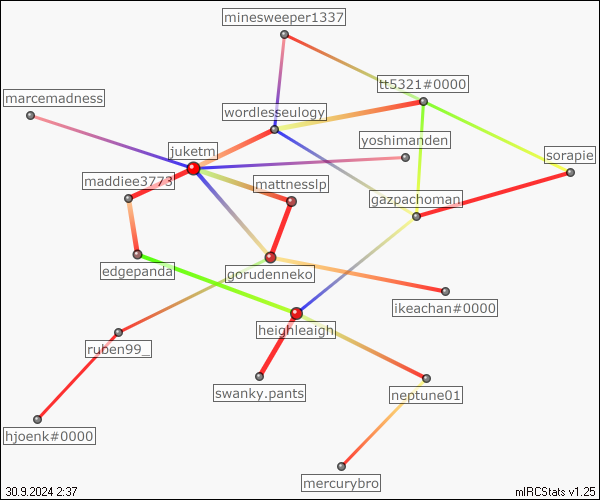 minesweeper1337
tt5321#0000
marcemadness
wordlesseulogy
yoshimanden
juketm
sorapie
maddiee3773
mattnesslp
gazpachoman
edgepanda
gorudenneko
ikeachan#0000
heighleaigh
ruben99_
swanky.pants
neptune01
hjoenk#0000
mercurybro
30.9.2024 2:37
mIRCStats v1.25